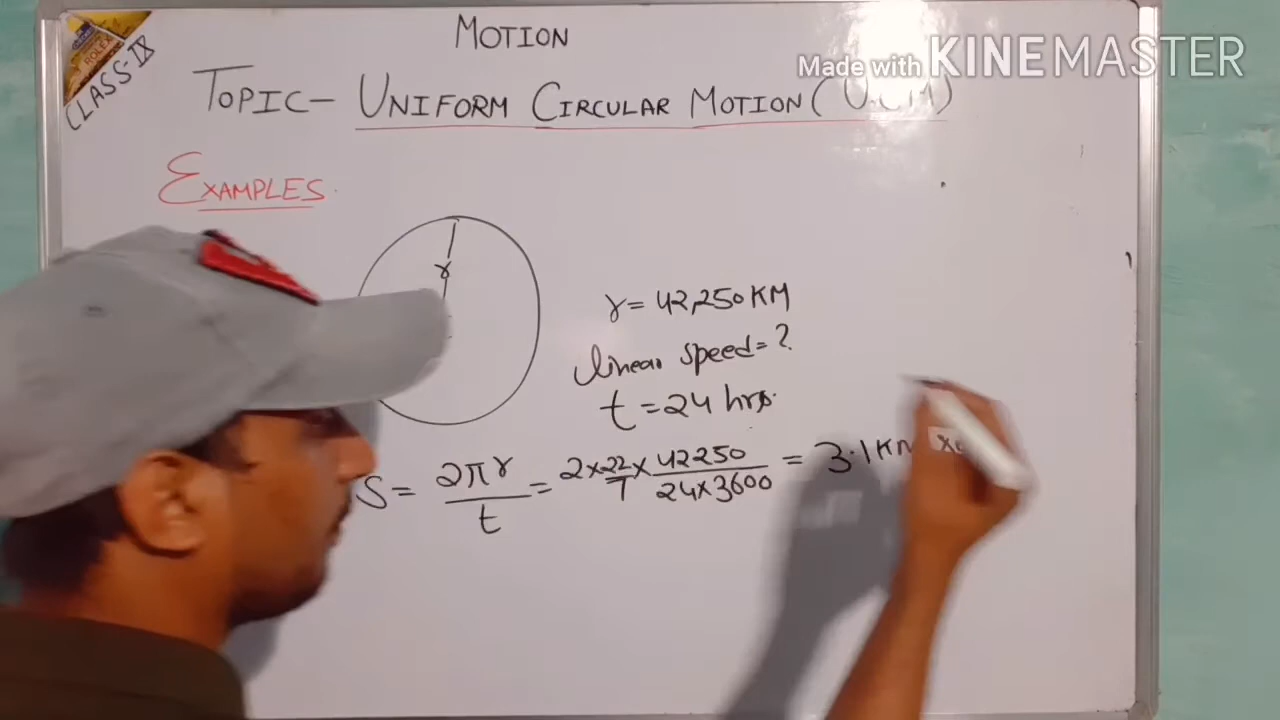 MOTION
Made with KINEMASTER
ROLEX
CLASS-IX
TOPIC- UNIFORM CIRCULAR MOTION (U.C.M)
EXAMPLES
r
r = 42,250 KM
linear speed = ?
t = 24 hrs.
S = 2πr / t = 2 × 22/7 × 42250 / 24×3600 = 3.1 KM